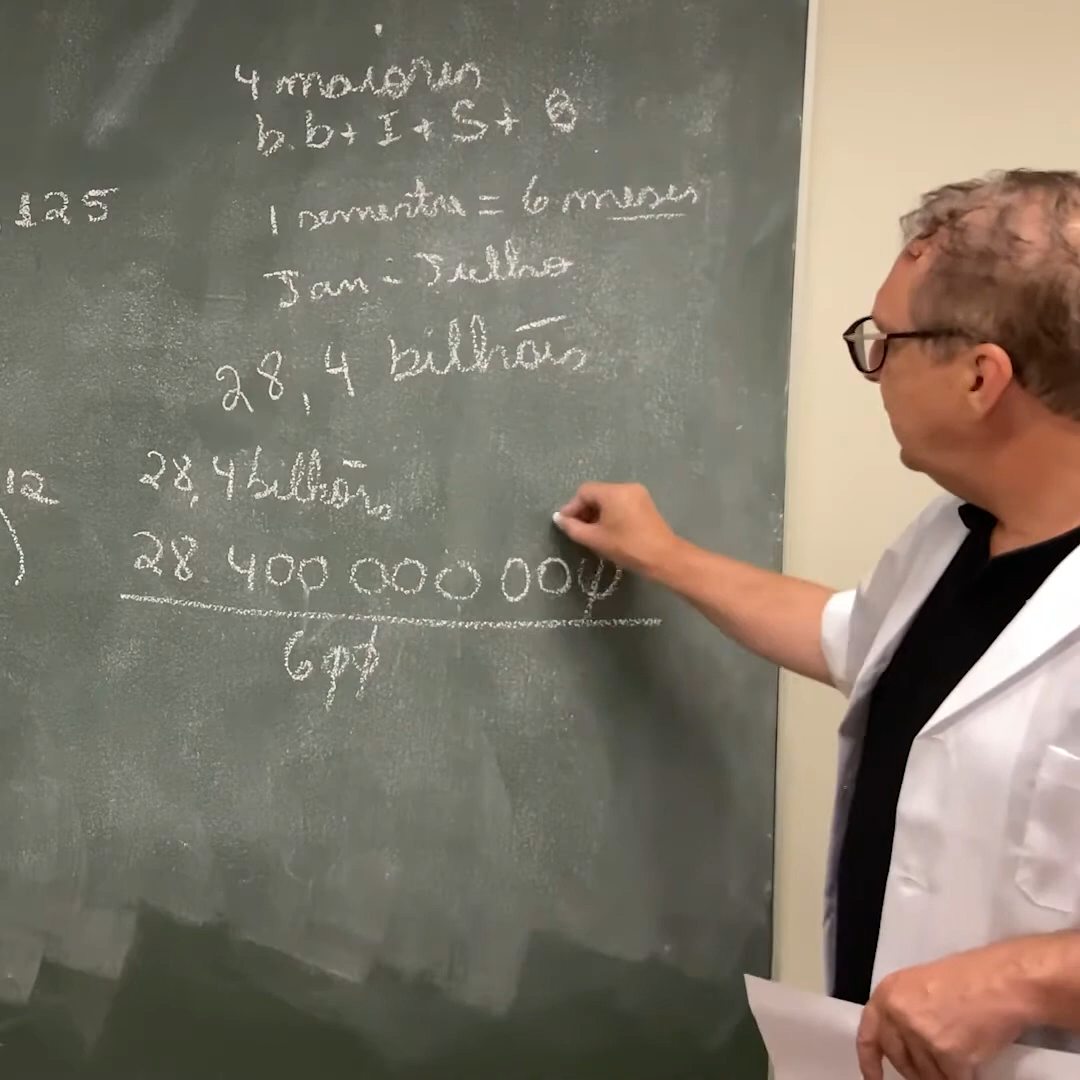 4 maiores
b.b+ I + S + B
125
1 semestre = 6 meses
Jan - Julho
28,4 bilhões
12
28,4 bilhões
28 400 000 000
600